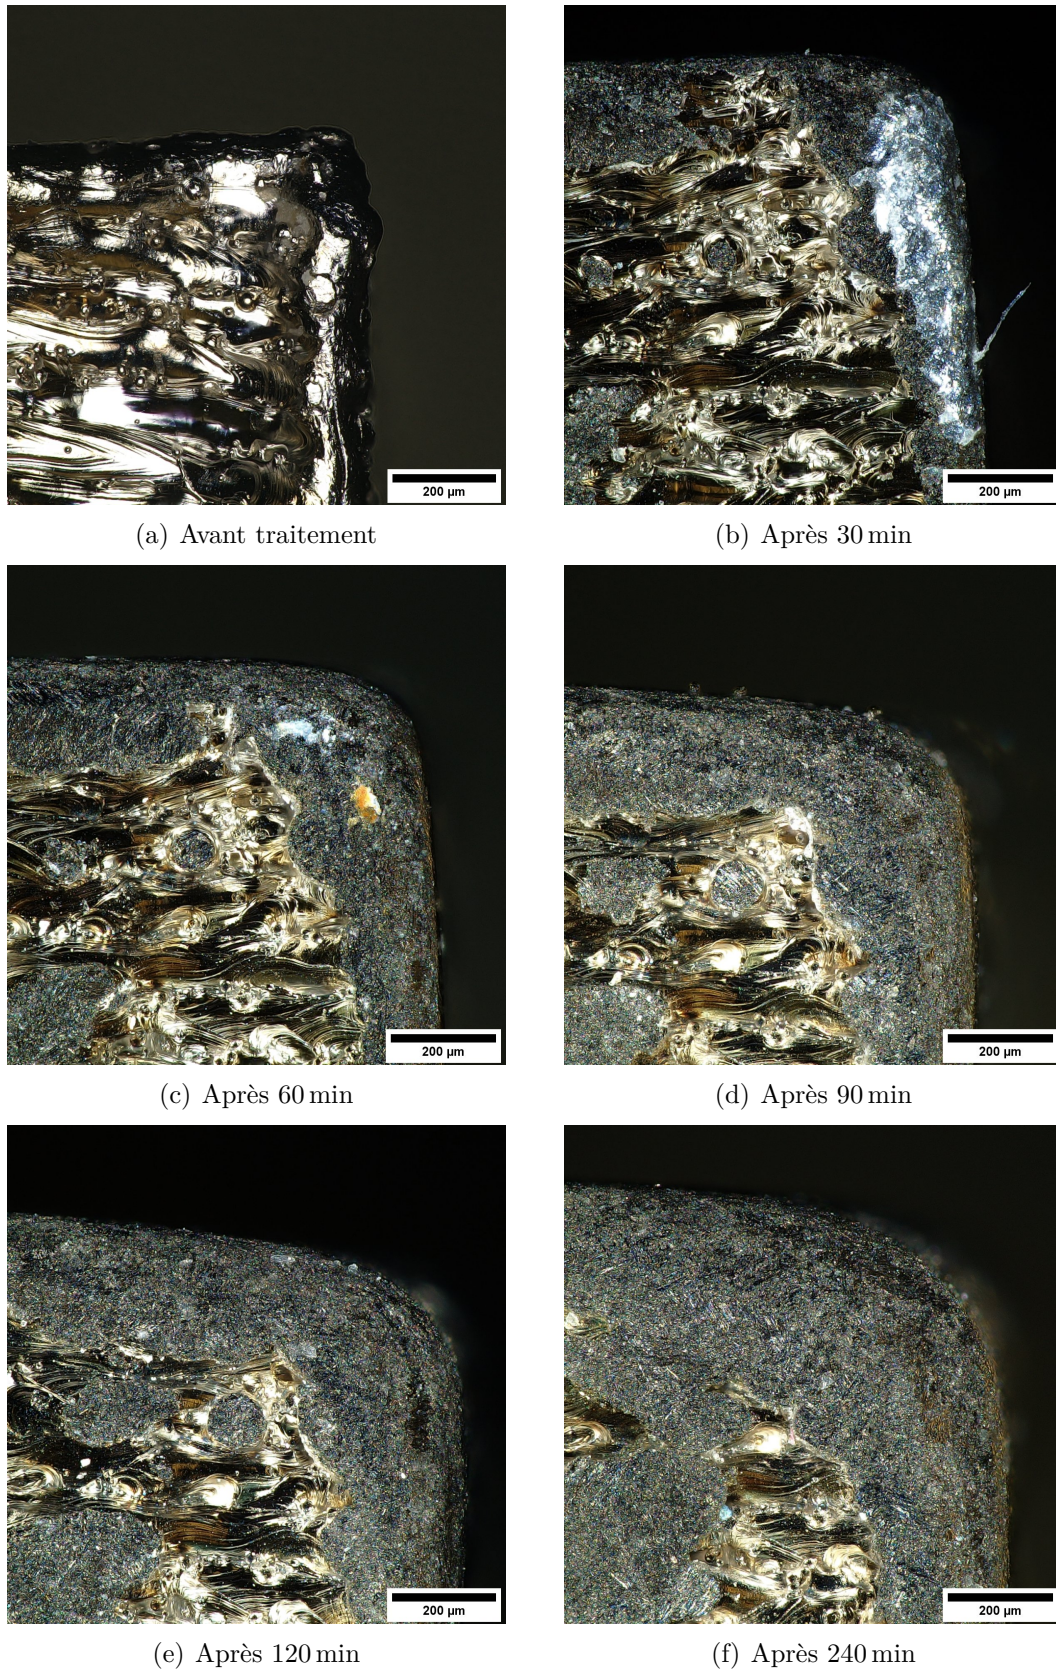 200 µm
200 µm
(a) Avant traitement
(b) Après 30 min
200 µm
200 µm
(c) Après 60 min
(d) Après 90 min
200 µm
200 µm
(e) Après 120 min
(f) Après 240 min